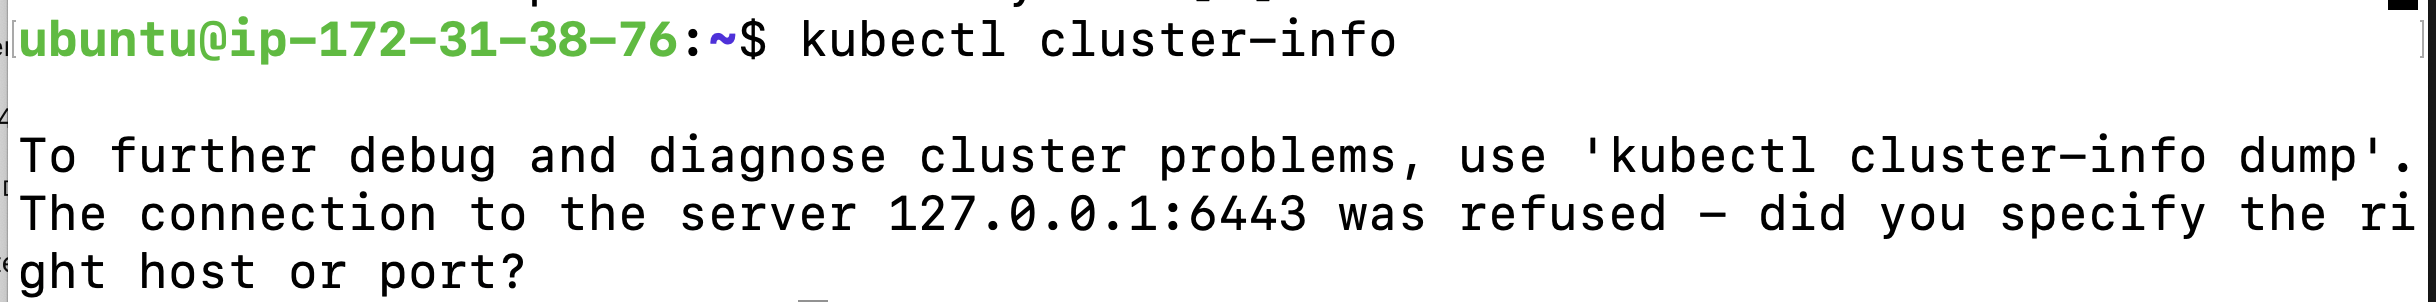 ubuntu@ip-172-31-38-76:~$ kubectl cluster-info
To further debug and diagnose cluster problems, use 'kubectl cluster-info dump'.
The connection to the server 127.0.0.1:6443 was refused - did you specify the ri
ght host or port?